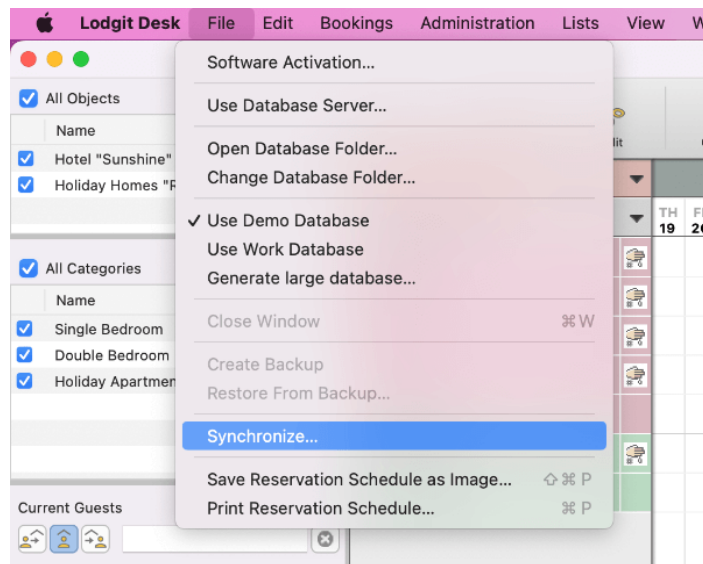 Lodgit Desk File Edit Bookings Administration Lists View
All Objects
Name
Hotel "Sunshine"
Holiday Homes
All Categories
Name
Single Bedroom
Double Bedroom
Holiday
Current Guests
Software Activation...
Use Database Server...
Open Database Folder...
Change Database Folder...
✓ Use Demo Database
Use Work Database
Generate large database...
Close Window ⌘W
Create Backup
Restore From Backup...
Synchronize...
Save Reservation Schedule as Image... ⇧⌘P
Print Reservation Schedule... ⌘P
TH
19